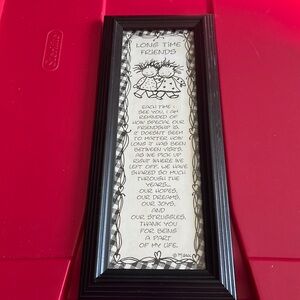 LONG TIME
FRIENDS
EACH TIME I
SEE YOU, I AM
REMINDED OF
HOW SPECIAL OUR
FRIENDSHIP IS.
IT DOESN'T SEEM
TO MATTER HOW
LONG IT HAS BEEN
BETWEEN VISITS,
AS WE PICK UP
RIGHT WHERE WE
LEFT OFF. WE HAVE
SHARED SO MUCH
THROUGH THE
YEARS...
OUR HOPES,
OUR DREAMS,
OUR JOYS,
AND
OUR STRUGGLES.
THANK YOU
FOR BEING
A PART
OF MY LIFE.